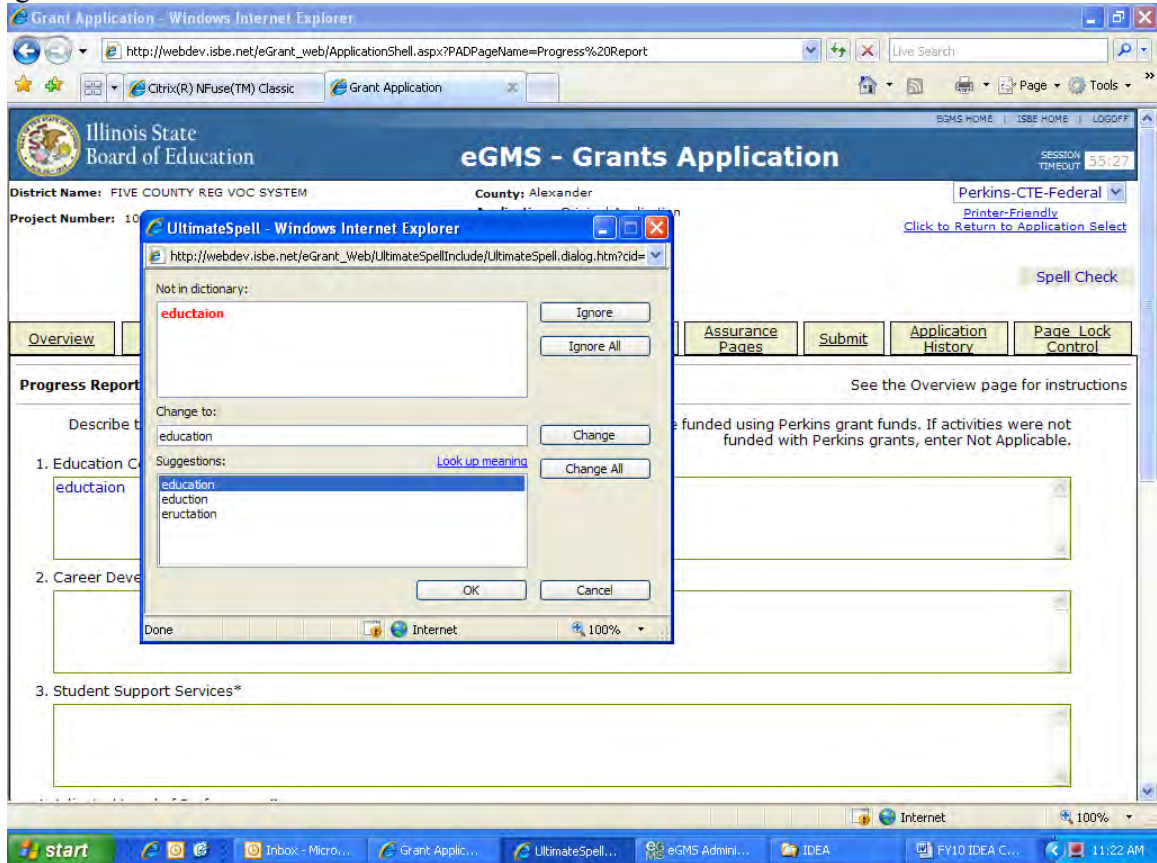 Grant Application - Windows Internet Explorer
http://webdev.isbe.net/eGrant_web/ApplicationShell.aspx?PADPageName=Progress%20Report
Live Search
Citrix(R) NFuse(TM) Classic
Grant Application
Page
Tools
Illinois State
Board of Education
eGMS - Grants Application
EGMS HOME | ISBE HOME | LOGOFF
SESSION
TIMEOUT 55:27
District Name: FIVE COUNTY REG VOC SYSTEM
County: Alexander
Perkins-CTE-Federal
Project Number: 10
Printer-Friendly
Click to Return to Application Select
Spell Check
UltimateSpell - Windows Internet Explorer
http://webdev.isbe.net/eGrant_Web/UltimateSpellInclude/UltimateSpell.dialog.htm?cid=
Not in dictionary:
eductaion
Ignore
Ignore All
Change to:
education
Change
Suggestions:
Look up meaning
Change All
education
eduction
eructation
OK
Cancel
Done
Internet
100%
Overview
Assurance
Pages
Submit
Application
History
Page Lock
Control
Progress Report
See the Overview page for instructions
Describe t
funded using Perkins grant funds. If activities were not
funded with Perkins grants, enter Not Applicable.
1. Education C
eductaion
2. Career Deve
3. Student Support Services*
Internet
100%
start
Inbox - Micro...
Grant Applic...
UltimateSpell...
eGMS Admini...
IDEA
FY10 IDEA C...
11:22 AM